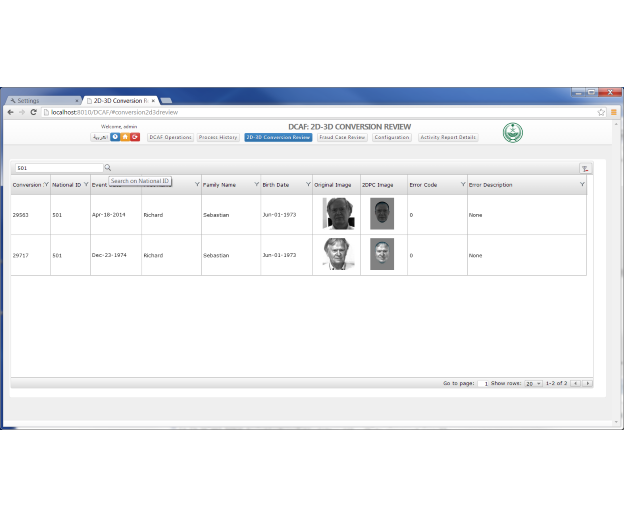 Settings × 2D-3D Conversion R ×
localhost:8010/DCAF/#conversion2d3dreview
Welcome, admin
DCAF: 2D-3D CONVERSION REVIEW
العربية DCAF Operations Process History 2D-3D Conversion Review Fraud Case Review Configuration Activity Report Details
501
Search on National ID
Conversion National ID Event Family Name Birth Date Original Image 2DPC Image Error Code Error Description
29563 501 Apr-16-2014 Richard Sebastian Jun-01-1973 0 None
29717 501 Dec-23-1974 Richard Sebastian Jun-01-1973 0 None
Go to page: 1 Show rows: 20 1-2 of 2